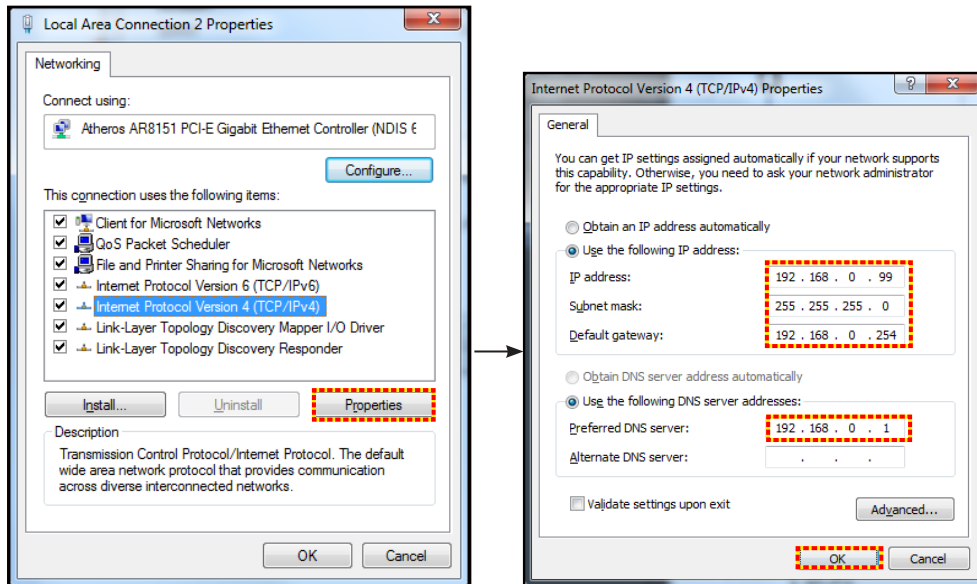 Local Area Connection 2 Properties
Networking
Connect using:
Atheros AR8151 PCI-E Gigabit Ethernet Controller (NDIS 6
Configure...
This connection uses the following items:
Client for Microsoft Networks
QoS Packet Scheduler
File and Printer Sharing for Microsoft Networks
Internet Protocol Version 6 (TCP/IPv6)
Internet Protocol Version 4 (TCP/IPv4)
Link-Layer Topology Discovery Mapper I/O Driver
Link-Layer Topology Discovery Responder
Install... Uninstall Properties
Description
Transmission Control Protocol/Internet Protocol. The default
wide area network protocol that provides communication
across diverse interconnected networks.
OK Cancel
Internet Protocol Version 4 (TCP/IPv4) Properties
General
You can get IP settings assigned automatically if your network supports
this capability. Otherwise, you need to ask your network administrator
for the appropriate IP settings.
Obtain an IP address automatically
Use the following IP address:
IP address: 192 . 168 . 0 . 99
Subnet mask: 255 . 255 . 255 . 0
Default gateway: 192 . 168 . 0 . 254
Obtain DNS server address automatically
Use the following DNS server addresses:
Preferred DNS server: 192 . 168 . 0 . 1
Alternate DNS server: . . .
Validate settings upon exit
Advanced...
OK Cancel